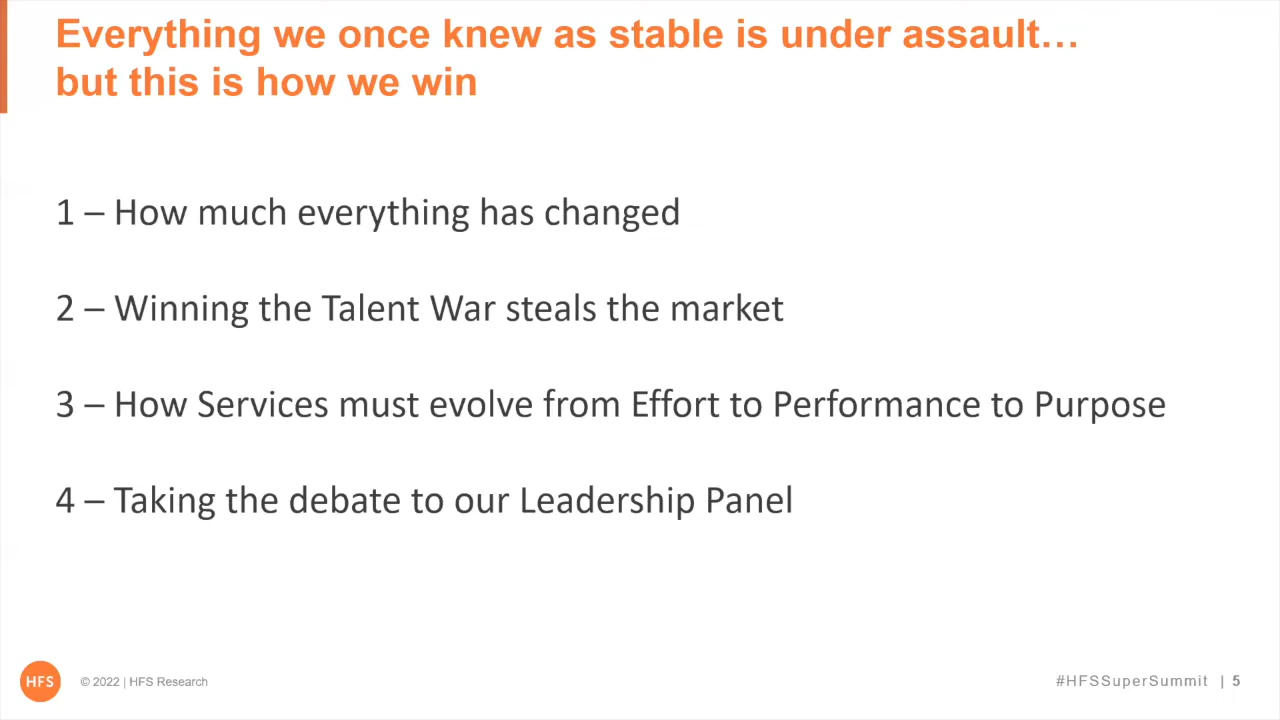 Everything we once knew as stable is under assault…
but this is how we win
1 – How much everything has changed
2 – Winning the Talent War steals the market
3 – How Services must evolve from Effort to Performance to Purpose
4 – Taking the debate to our Leadership Panel
HFS © 2022 | HFS Research #HFSSuperSummit | 5